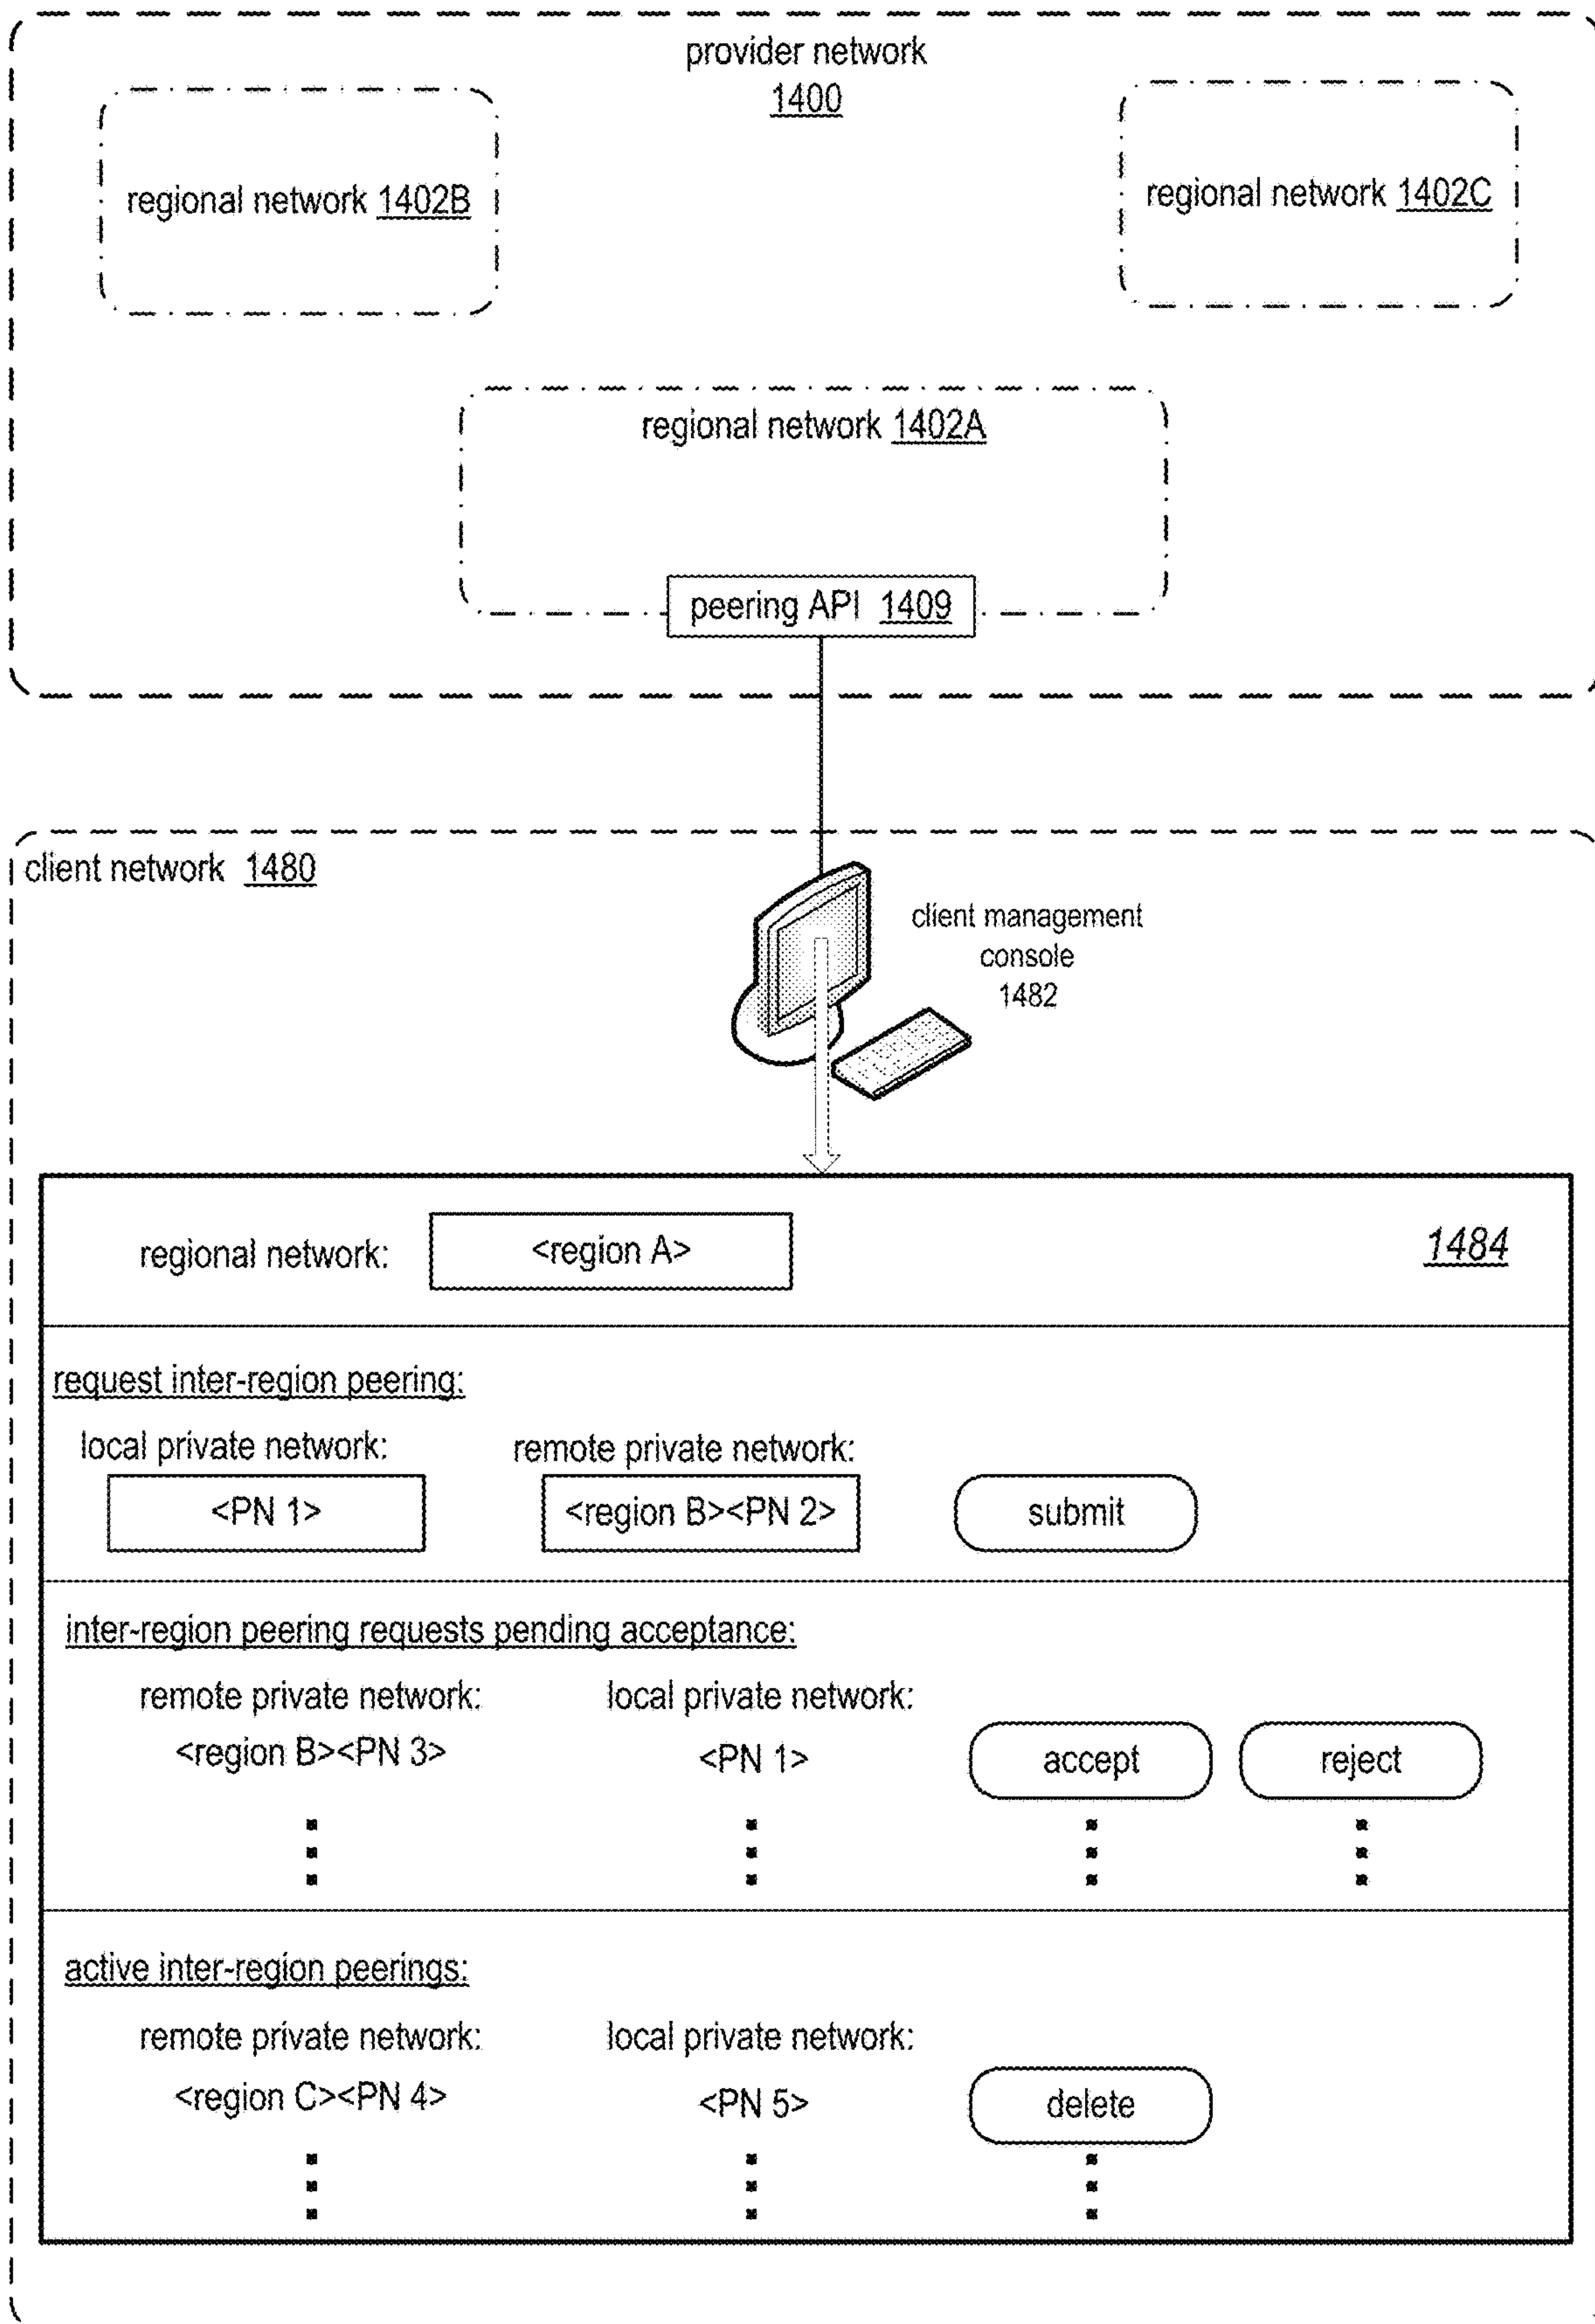 provider network
1400
regional network 1402B
regional network 1402C
regional network 1402A
peering API 1409
client network 1480
client management
console
1482
regional network: <region A> 1484
request inter-region peering:
local private network: remote private network:
<PN 1> <region B><PN 2> submit
inter-region peering requests pending acceptance:
remote private network: local private network:
<region B><PN 3> <PN 1> accept reject
active inter-region peerings:
remote private network: local private network:
<region C><PN 4> <PN 5> delete